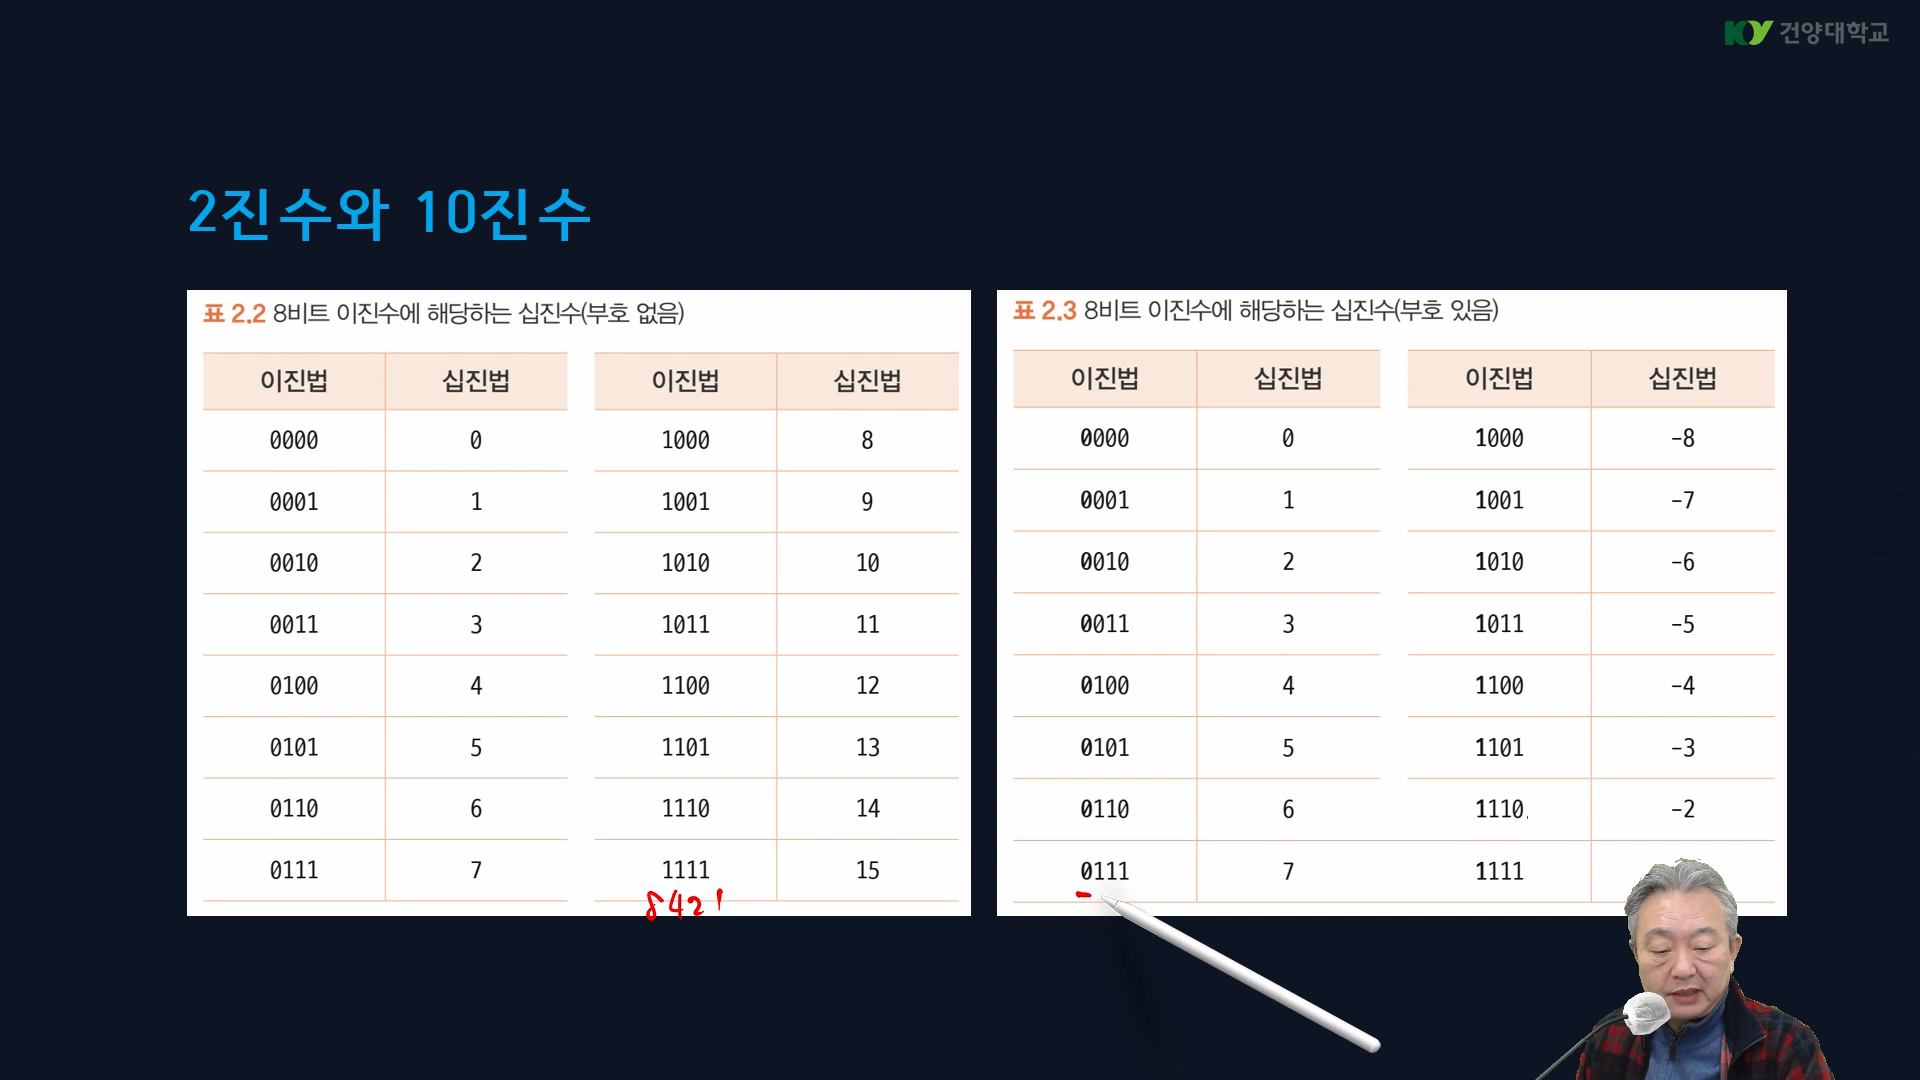 KY 건양대학교
2진수와 10진수
표 2.2 8비트 이진수에 해당하는 십진수(부호 없음)
이진법 십진법 이진법 십진법
0000 0 1000 8
0001 1 1001 9
0010 2 1010 10
0011 3 1011 11
0100 4 1100 12
0101 5 1101 13
0110 6 1110 14
0111 7 1111 15
8421
표 2.3 8비트 이진수에 해당하는 십진수(부호 있음)
이진법 십진법 이진법 십진법
0000 0 1000 -8
0001 1 1001 -7
0010 2 1010 -6
0011 3 1011 -5
0100 4 1100 -4
0101 5 1101 -3
0110 6 1110 -2
0111 7 1111